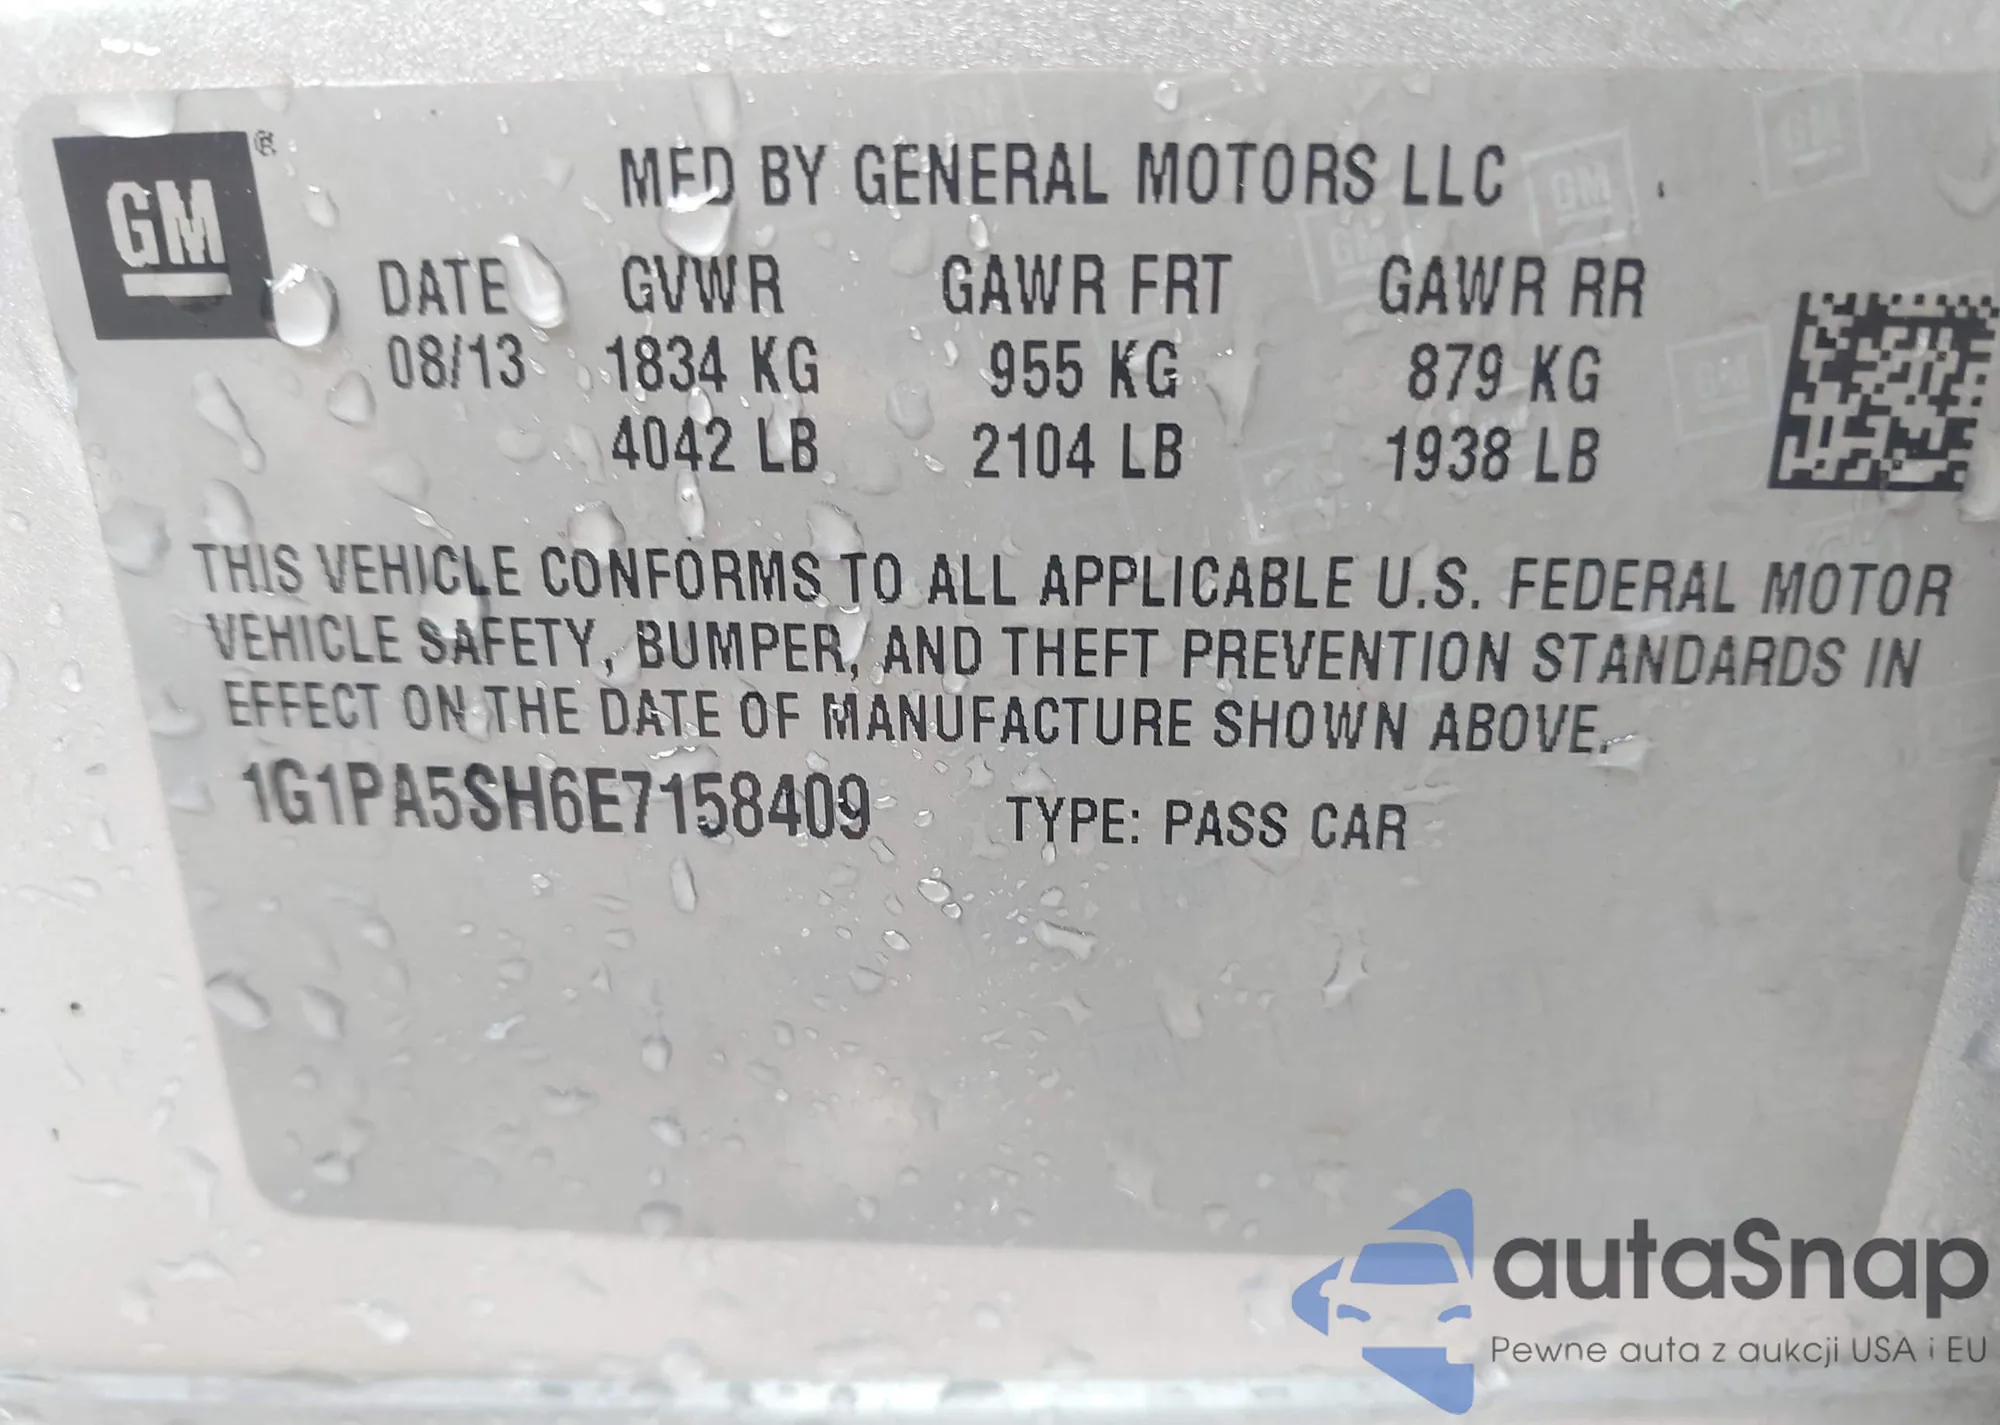 GM ®
MFD BY GENERAL MOTORS LLC
DATE GVWR GAWR FRT GAWR RR
08/13 1834 KG 955 KG 879 KG
4042 LB 2104 LB 1938 LB
THIS VEHICLE CONFORMS TO ALL APPLICABLE U.S. FEDERAL MOTOR
VEHICLE SAFETY, BUMPER, AND THEFT PREVENTION STANDARDS IN
EFFECT ON THE DATE OF MANUFACTURE SHOWN ABOVE.
1G1PA5SH6E7158409 TYPE: PASS CAR
autaSnap
Pewne auta z aukcji USA i EU